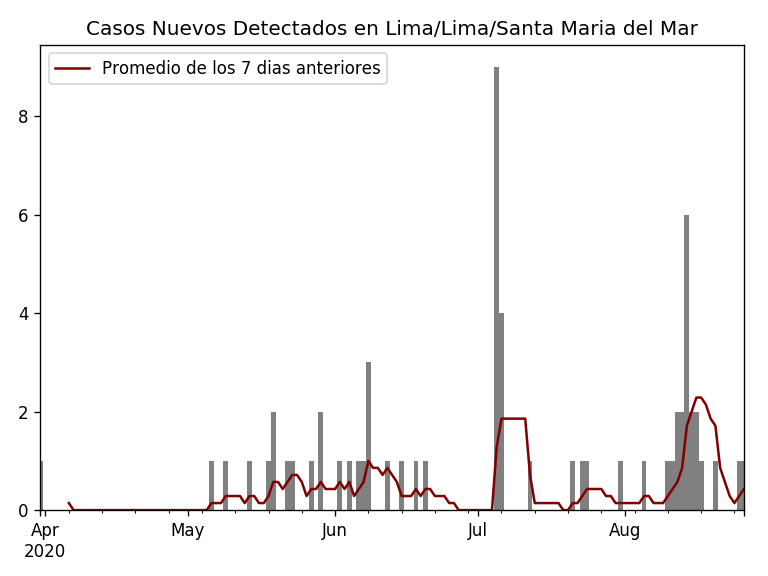 Casos Nuevos Detectados en Lima/Lima/Santa Maria del Mar
Promedio de los 7 dias anteriores
8
6
4
2
0
Apr May Jun Jul Aug
2020